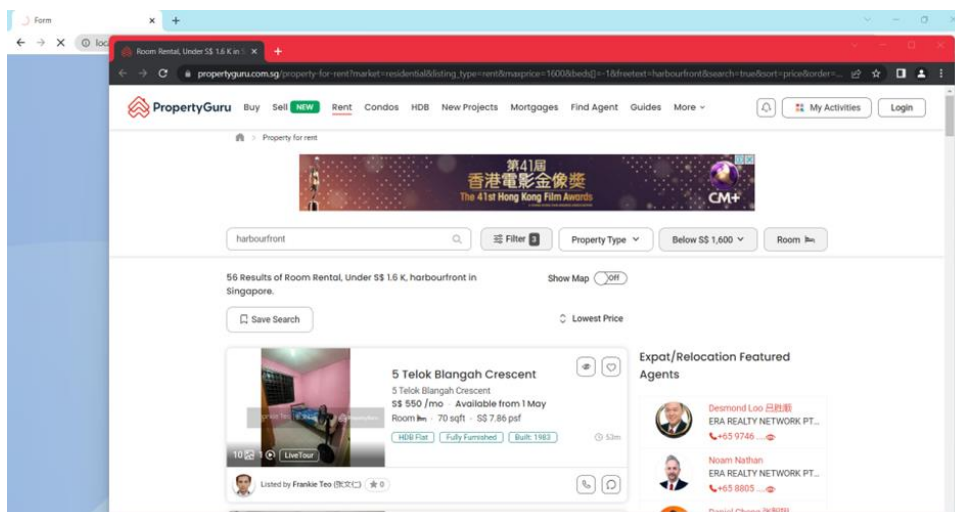 Form
loc
Room Rental, Under S$ 1.6 K in S
propertyguru.com.sg/property-for-rent?market=residential&listing_type=rent&maxprice=1600&beds[]=-1&freetext=harbourfront&search=true&sort=price&order=...
PropertyGuru Buy Sell NEW Rent Condos HDB New Projects Mortgages Find Agent Guides More My Activities Login
Property for rent
第41屆
香港電影金像獎
The 41st Hong Kong Film Awards
CM+
harbourfront Filter 3 Property Type Below S$ 1,600 Room
56 Results of Room Rental, Under S$ 1.6 K, harbourfront in
Singapore.
Show Map Off
Save Search Lowest Price
5 Telok Blangah Crescent
5 Telok Blangah Crescent
S$ 550 /mo · Available from 1 May
Room · 70 sqft · S$ 7.86 psf
HDB Flat Fully Furnished Built: 1983 53m
10 1 LiveTour
Listed by Frankie Teo 0
Expat/Relocation Featured
Agents
Desmond Loo
ERA REALTY NETWORK PT...
+65 9746 ....
Noam Nathan
ERA REALTY NETWORK PT...
+65 8805 ....